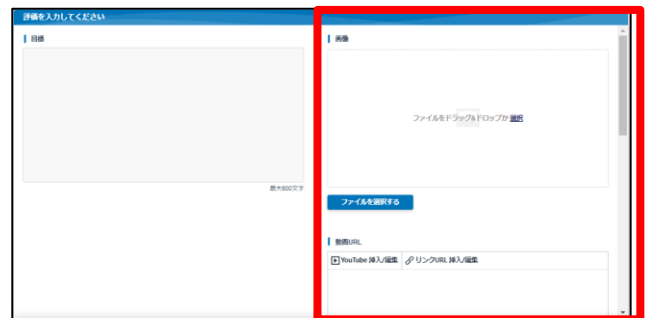 評価を入力してください
目標
最大800文字
画像
ファイルをドラッグ&ドロップか 選択
ファイルを選択する
動画URL
YouTube 挿入/編集 リンクURL 挿入/編集